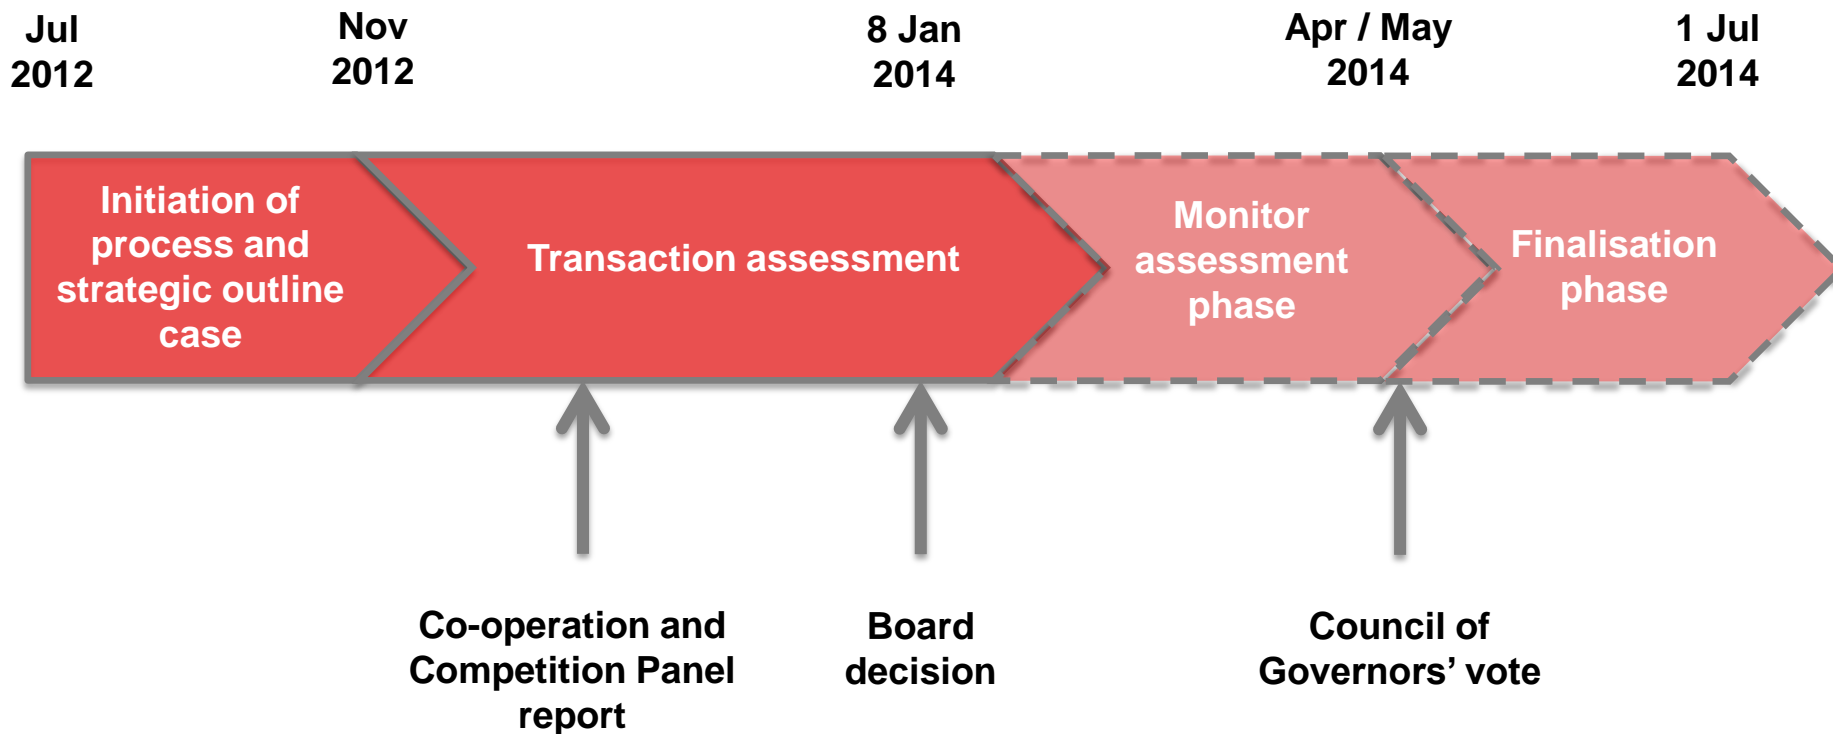 Jul
2012
Nov
2012
8 Jan
2014
Apr / May
2014
1 Jul
2014
Initiation of
process and
strategic outline
case
Transaction assessment
Monitor
assessment
phase
Finalisation
phase
Co-operation and
Competition Panel
report
Board
decision
Council of
Governors’ vote